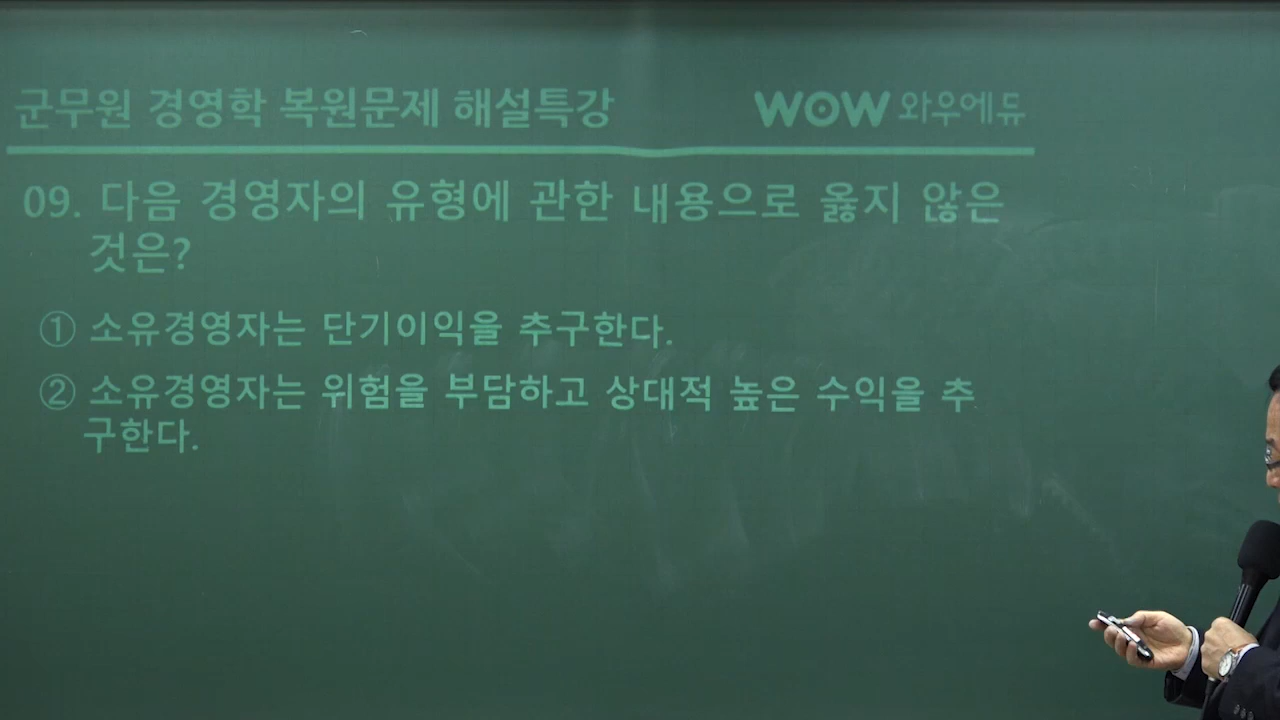 군무원 경영학 복원문제 해설특강
WOW 와우에듀
09. 다음 경영자의 유형에 관한 내용으로 옳지 않은
것은?
① 소유경영자는 단기이익을 추구한다.
② 소유경영자는 위험을 부담하고 상대적 높은 수익을 추
구한다.